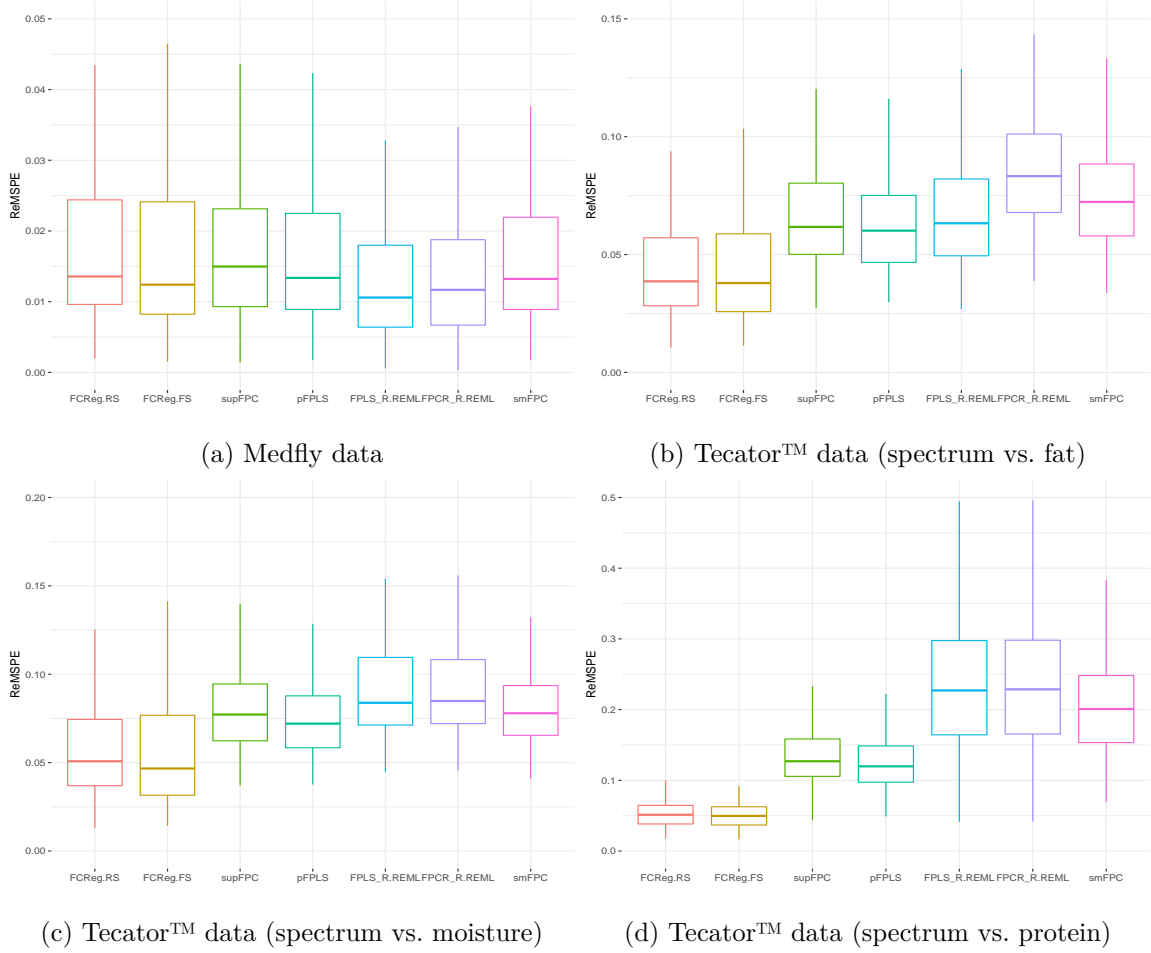 0.05
0.04
0.03
0.02
0.01
0.00
ReMSPE
FCReg.RS FCReg.FS supFPC pFPLS FPLS_R.REML FPCR_R.REML smFPC
(a) Medfly data
0.15
0.10
0.05
0.00
ReMSPE
FCReg.RS FCReg.FS supFPC pFPLS FPLS_R.REML FPCR_R.REML smFPC
(b) Tecator™ data (spectrum vs. fat)
0.20
0.15
0.10
0.05
0.00
ReMSPE
FCReg.RS FCReg.FS supFPC pFPLS FPLS_R.REML FPCR_R.REML smFPC
(c) Tecator™ data (spectrum vs. moisture)
0.5
0.4
0.3
0.2
0.1
0.0
ReMSPE
FCReg.RS FCReg.FS supFPC pFPLS FPLS_R.REML FPCR_R.REML smFPC
(d) Tecator™ data (spectrum vs. protein)